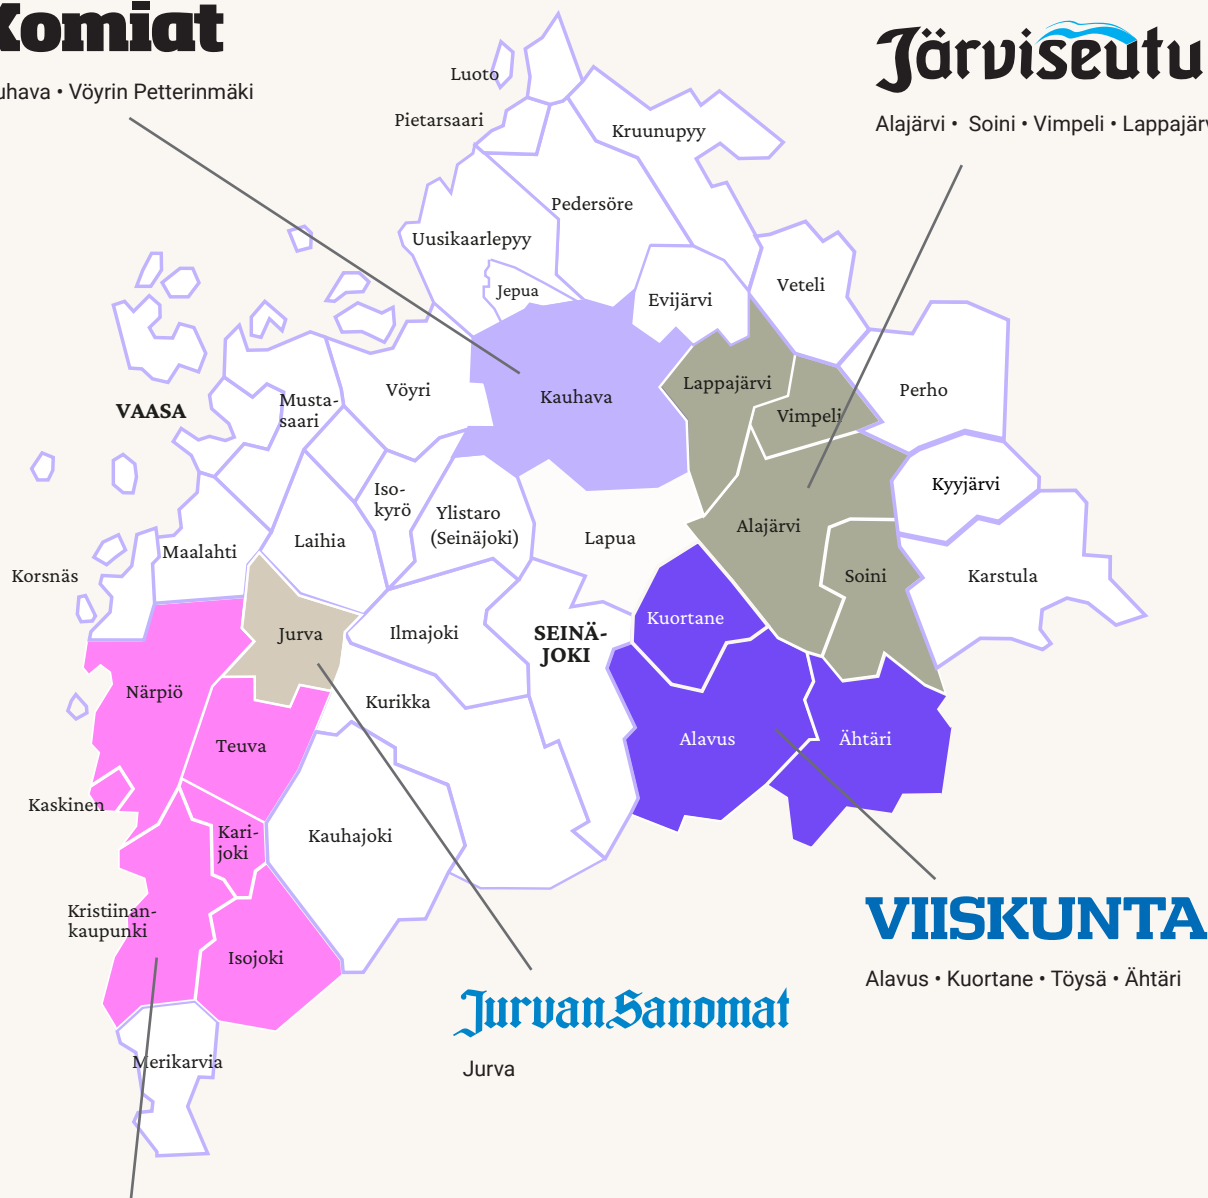 Komiat
uhava • Vöyrin Petterinmäki
Järviseutu
Alajärvi • Soini • Vimpeli • Lappajärv
Luoto
Pietarsaari
Kruunupyy
Pedersöre
Uusikaarlepyy
Jepua
Evijärvi
Veteli
VAASA
Musta-
saari
Vöyri
Kauhava
Lappajärvi
Vimpeli
Perho
Iso-
kyrö
Ylistaro
(Seinäjoki)
Kyyjärvi
Maalahti
Laihia
Lapua
Alajärvi
Korsnäs
Soini
Karstula
Jurva
Ilmajoki
SEINÄ-
JOKI
Kuortane
Närpiö
Kurikka
Teuva
Alavus
Ähtäri
Kaskinen
Kari-
joki
Kauhajoki
Kristiinan-
kaupunki
Isojoki
VIISKUNTA
Alavus • Kuortane • Töysä • Ähtäri
Jurvan Sanomat
Jurva
Merikarvia